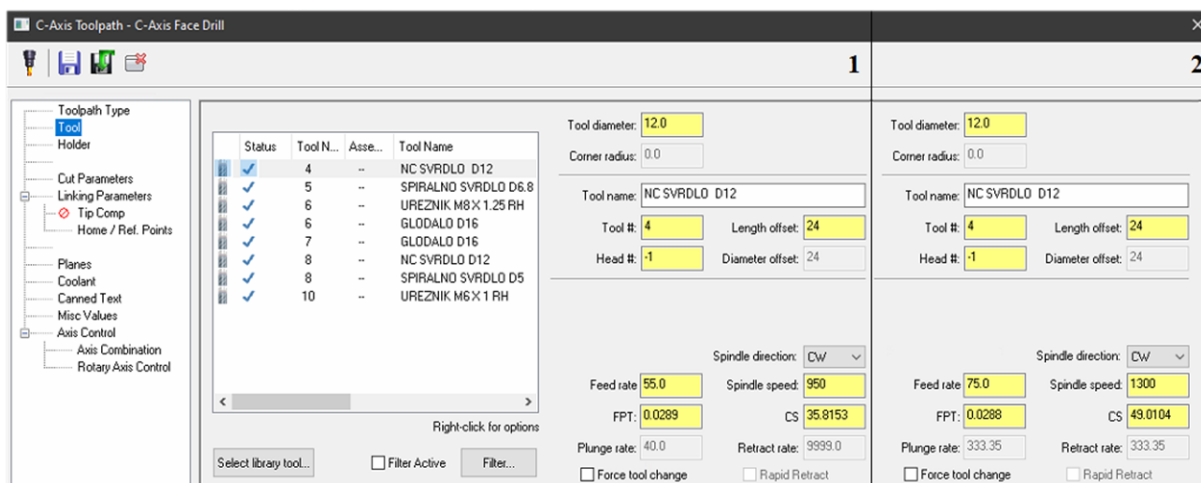 C-Axis Toolpath - C-Axis Face Drill
1
2
Toolpath Type
Tool
Holder
Cut Parameters
Linking Parameters
Tip Comp
Home / Ref. Points
Planes
Coolant
Canned Text
Misc Values
Axis Control
Axis Combination
Rotary Axis Control
Status Tool N... Asse... Tool Name
4 -- NC SVRDLO D12
5 -- SPIRALNO SVRDLO D6.8
6 -- UREZNIK M8 X 1.25 RH
6 -- GLODALO D16
7 -- GLODALO D16
8 -- NC SVRDLO D12
8 -- SPIRALNO SVRDLO D5
10 -- UREZNIK M6 X 1 RH
Right-click for options
Select library tool...
Filter Active
Filter...
Tool diameter: 12.0
Corner radius: 0.0
Tool name: NC SVRDLO D12
Tool #: 4 Length offset: 24
Head #: -1 Diameter offset: 24
Spindle direction: CW
Feed rate 55.0 Spindle speed: 950
FPT: 0.0289 CS 35.8153
Plunge rate: 40.0 Retract rate: 9999.0
Force tool change Rapid Retract
Tool diameter: 12.0
Corner radius: 0.0
Tool name: NC SVRDLO D12
Tool #: 4 Length offset: 24
Head #: -1 Diameter offset: 24
Spindle direction: CW
Feed rate 75.0 Spindle speed: 1300
FPT: 0.0288 CS 49.0104
Plunge rate: 333.35 Retract rate: 333.35
Force tool change Rapid Retract